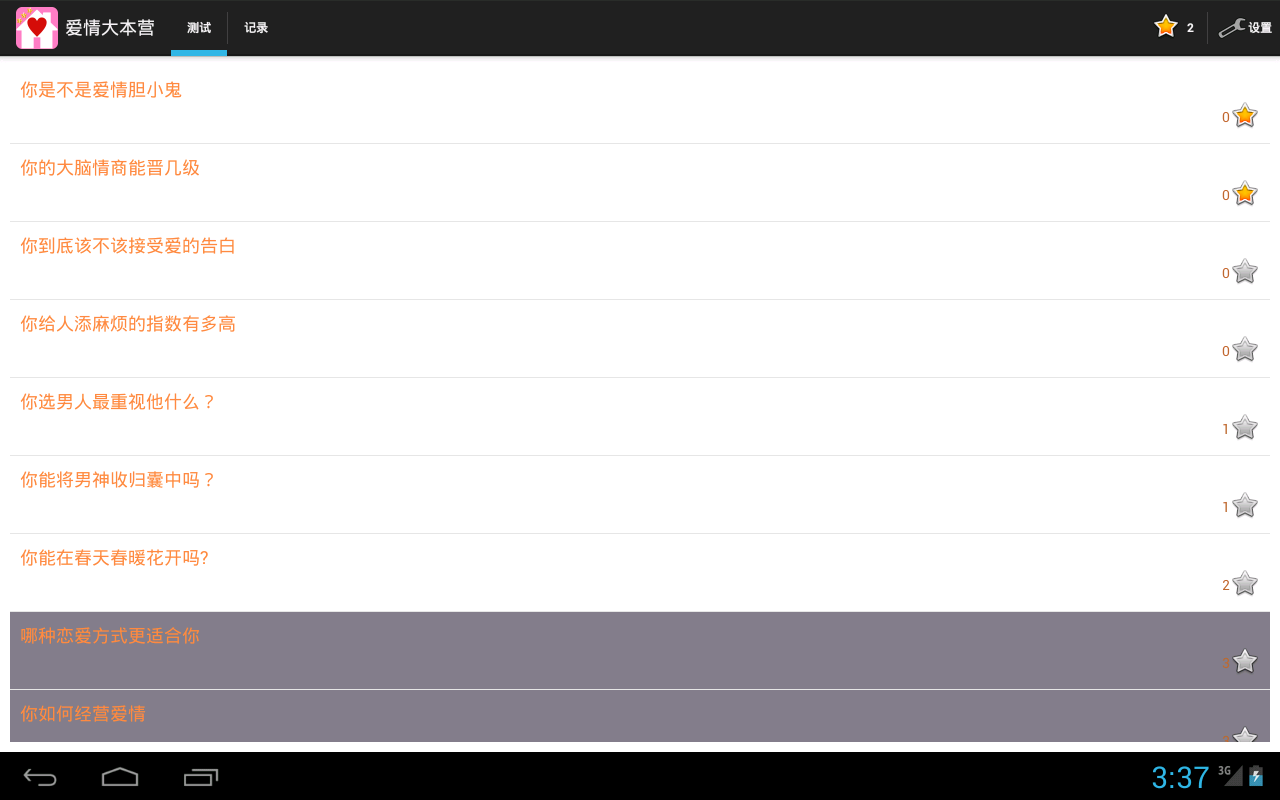 爱情大本营 测试 记录 2 设置
你是不是爱情胆小鬼
0
你的大脑情商能晋几级
0
你到底该不该接受爱的告白
0
你给人添麻烦的指数有多高
0
你选男人最重视他什么？
1
你能将男神收归囊中吗？
1
你能在春天春暖花开吗?
2
哪种恋爱方式更适合你
你如何经营爱情
3:37 3G